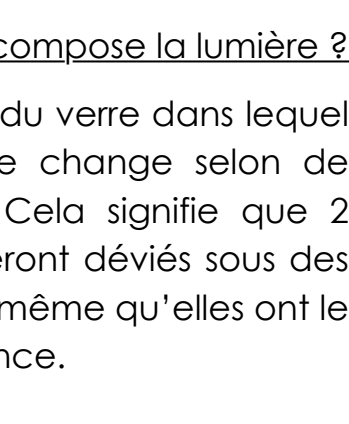 compose la lumière ?
du verre dans lequel
e change selon de
Cela signifie que 2
ront déviés sous des
même qu'elles ont le
nce.